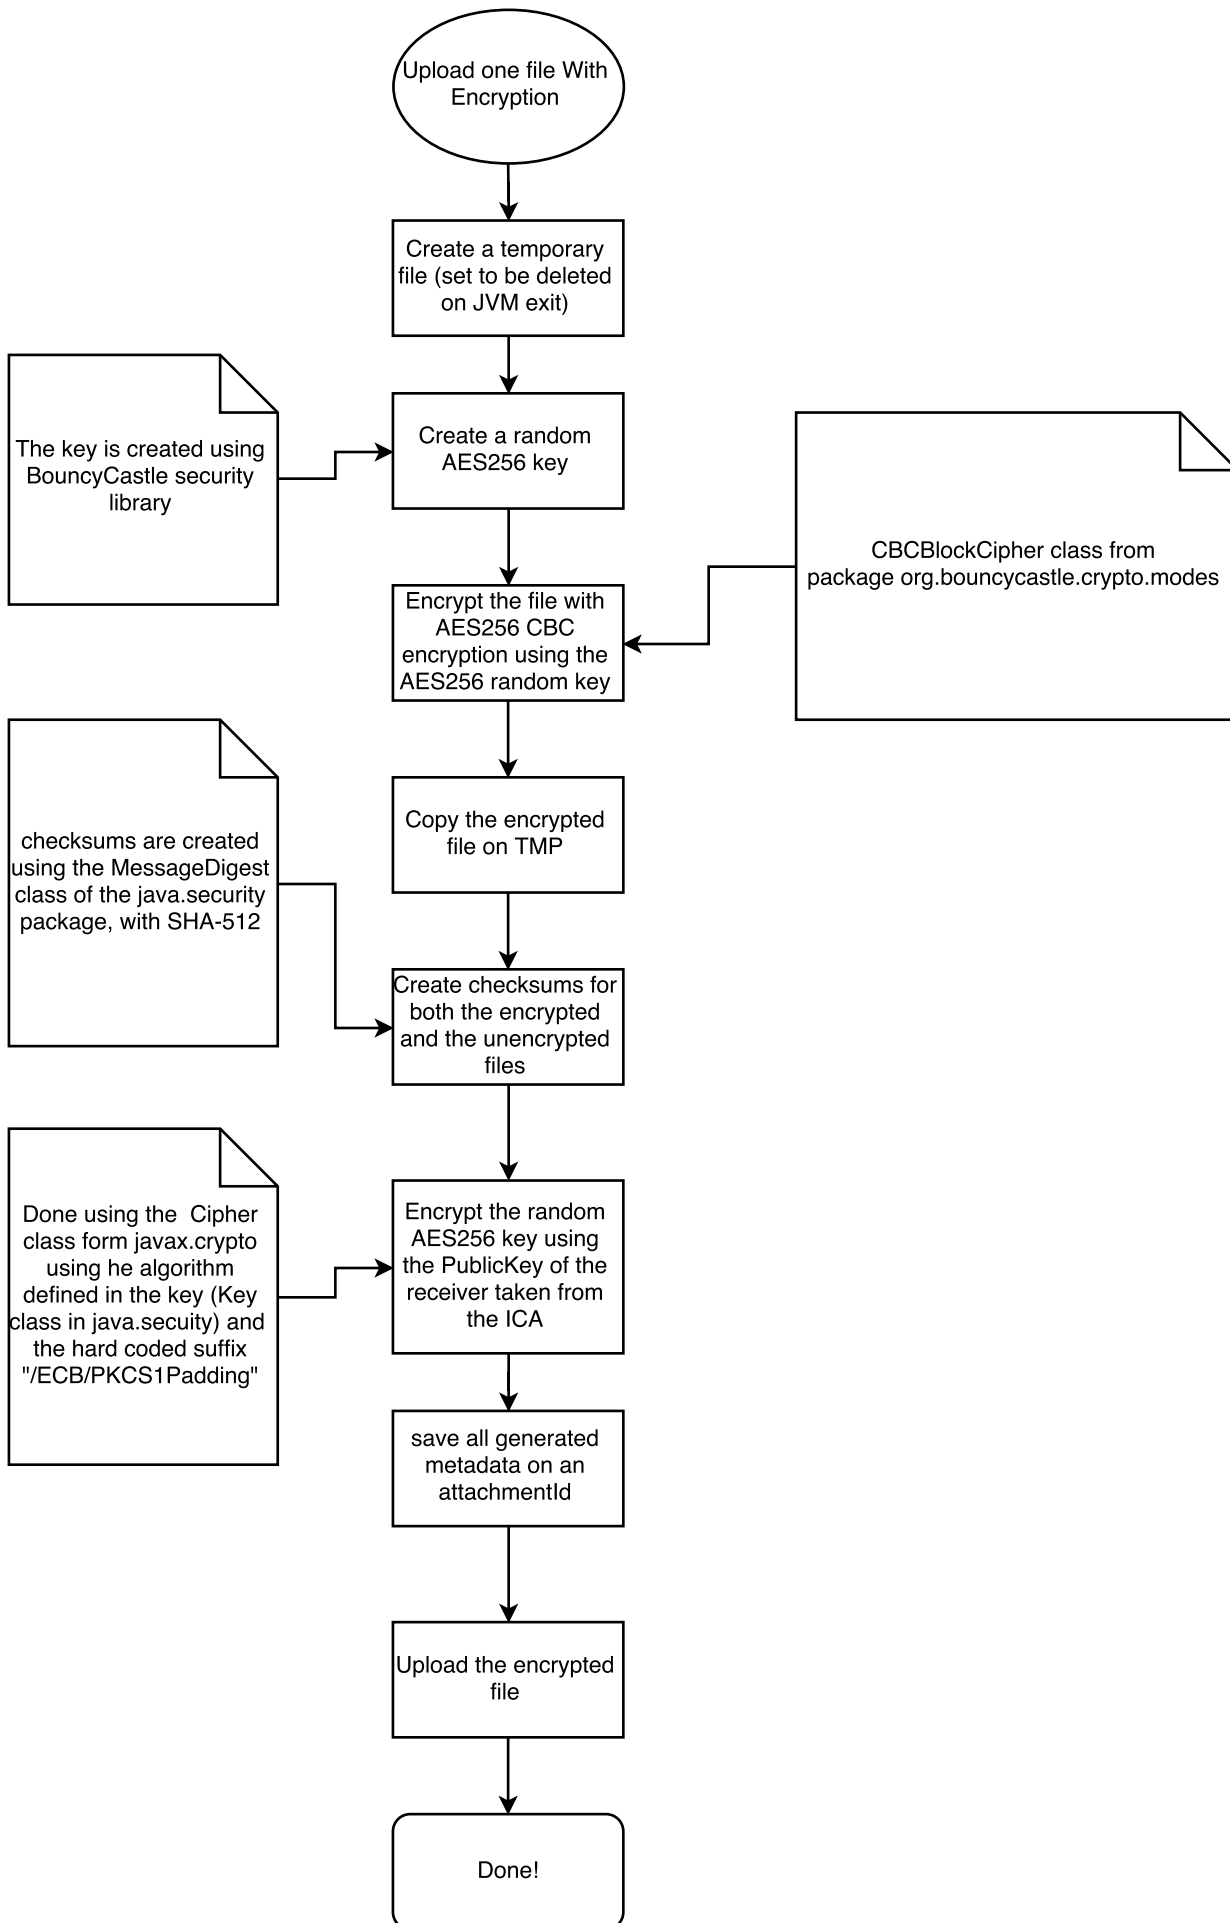 Upload one file With
Encryption
Create a temporary
file (set to be deleted
on JVM exit)
The key is created using
BouncyCastle security
library
Create a random
AES256 key
CBCBlockCipher class from
package org.bouncycastle.crypto.modes
Encrypt the file with
AES256 CBC
encryption using the
AES256 random key
Copy the encrypted
file on TMP
checksums are created
using the MessageDigest
class of the java.security
package, with SHA-512
Create checksums for
both the encrypted
and the unencrypted
files
Done using the  Cipher
class form javax.crypto
using he algorithm
defined in the key (Key
class in java.secuity) and
the hard coded suffix
"/ECB/PKCS1Padding"
Encrypt the random
AES256 key using
the PublicKey of the
receiver taken from
the ICA
save all generated
metadata on an
attachmentId
Upload the encrypted
file
Done!